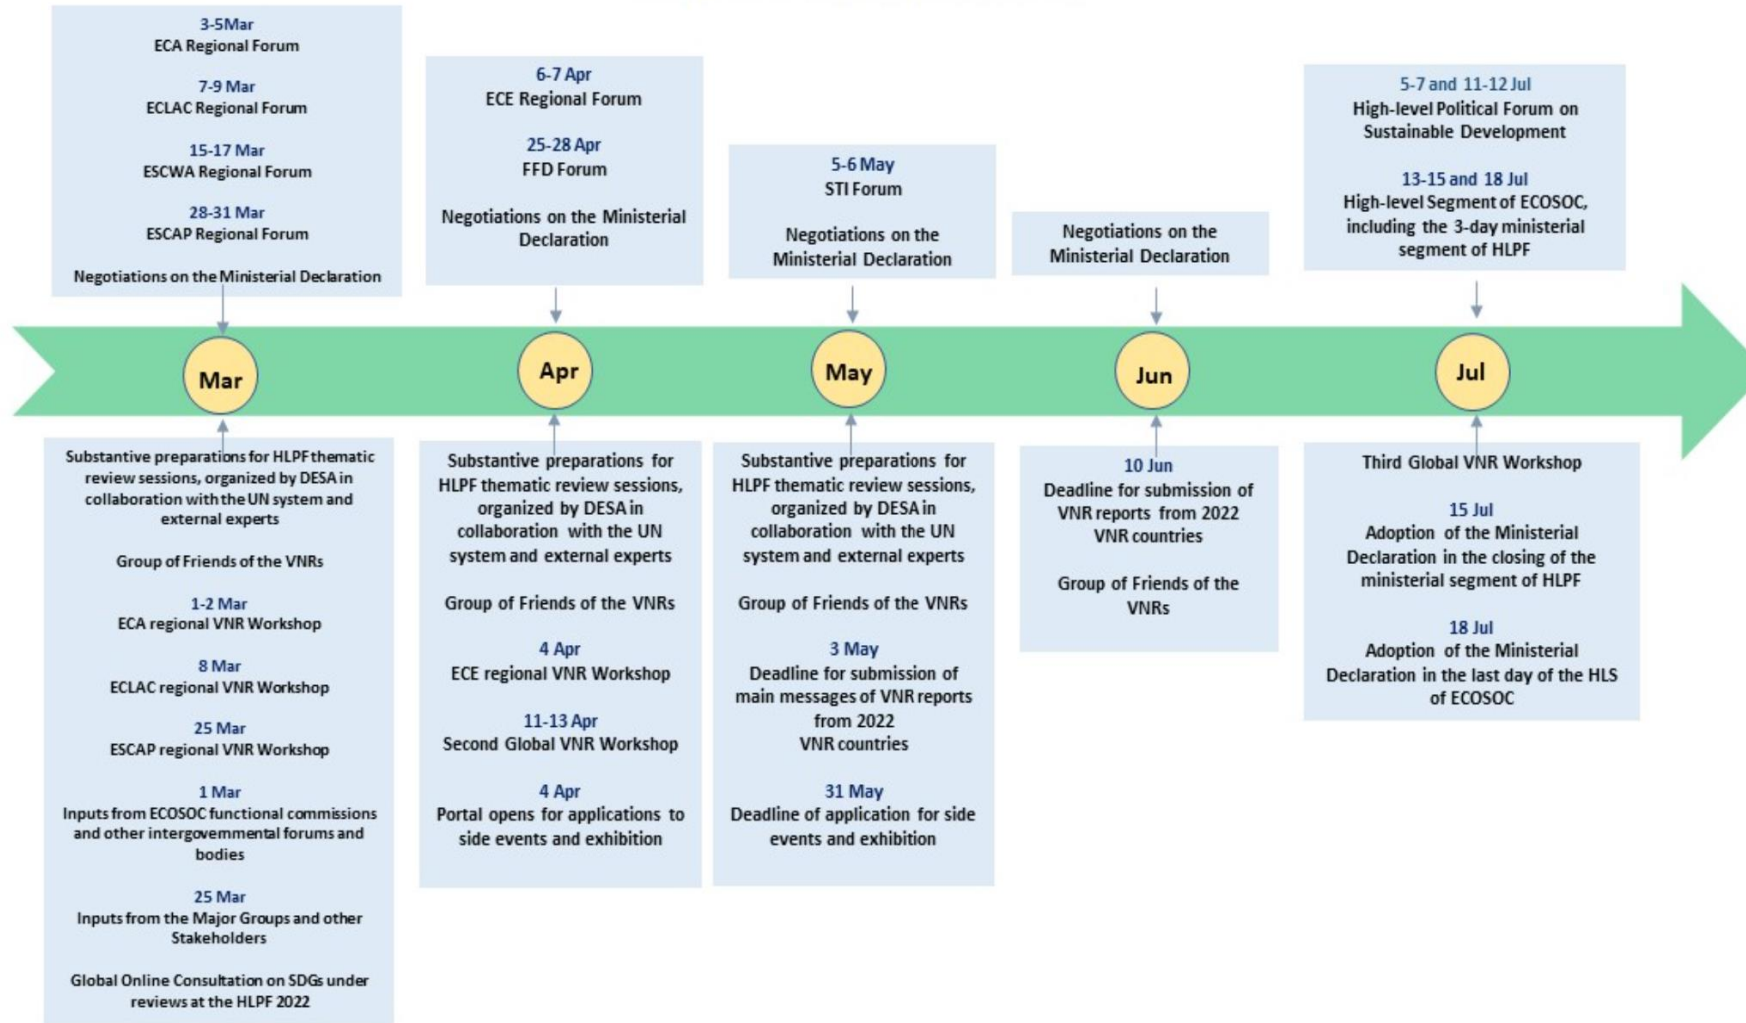 3-5Mar
ECA Regional Forum
7-9 Mar
ECLAC Regional Forum
15-17 Mar
ESCWA Regional Forum
28-31 Mar
ESCAP Regional Forum
Negotiations on the Ministerial Declaration
6-7 Apr
ECE Regional Forum
25-28 Apr
FFD Forum
Negotiations on the Ministerial
Declaration
5-6 May
STI Forum
Negotiations on the
Ministerial Declaration
Negotiations on the
Ministerial Declaration
5-7 and 11-12 Jul
High-level Political Forum on
Sustainable Development
13-15 and 18 Jul
High-level Segment of ECOSOC,
including the 3-day ministerial
segment of HLPF
Mar
Apr
May
Jun
Jul
Substantive preparations for HLPF thematic
review sessions, organized by DESA in
collaboration with the UN system and
external experts
Group of Friends of the VNRs
1-2 Mar
ECA regional VNR Workshop
8 Mar
ECLAC regional VNR Workshop
25 Mar
ESCAP regional VNR Workshop
1 Mar
Inputs from ECOSOC functional commissions
and other intergovernmental forums and
bodies
25 Mar
Inputs from the Major Groups and other
Stakeholders
Global Online Consultation on SDGs under
reviews at the HLPF 2022
Substantive preparations for
HLPF thematic review sessions,
organized by DESA in
collaboration with the UN
system and external experts
Group of Friends of the VNRs
4 Apr
ECE regional VNR Workshop
11-13 Apr
Second Global VNR Workshop
4 Apr
Portal opens for applications to
side events and exhibition
Substantive preparations for
HLPF thematic review sessions,
organized by DESA in
collaboration with the UN
system and external experts
Group of Friends of the VNRs
3 May
Deadline for submission of
main messages of VNR reports
from 2022
VNR countries
31 May
Deadline of application for side
events and exhibition
10 Jun
Deadline for submission of
VNR reports from 2022
VNR countries
Group of Friends of the
VNRs
Third Global VNR Workshop
15 Jul
Adoption of the Ministerial
Declaration in the closing of the
ministerial segment of HLPF
18 Jul
Adoption of the Ministerial
Declaration in the last day of the HLS
of ECOSOC